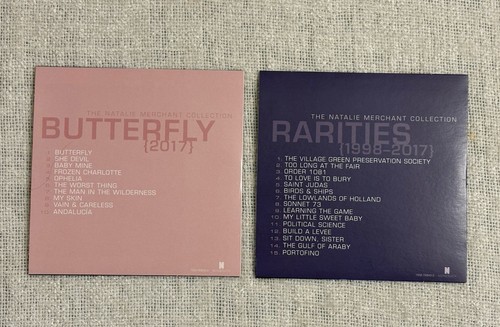 THE NATALIE MERCHANT COLLECTION
BUTTERFLY
{2017}
BUTTERFLY
SHE DEVIL
BABY MINE
FROZEN CHARLOTTE
OPHELIA
THE WORST THING
THE MAN IN THE WILDERNESS
MY SKIN
VAIN & CARELESS
ANDALUCÍA
THE NATALIE MERCHANT COLLECTION
RARITIES
{1998–2017}
1. THE VILLAGE GREEN PRESERVATION SOCIETY
2. TOO LONG AT THE FAIR
3. ORDER 1081
4. TO LOVE IS TO BURY
5. SAINT JUDAS
6. BIRDS & SHIPS
7. THE LOWLANDS OF HOLLAND
8. SONNET 73
9. LEARNING THE GAME
10. MY LITTLE SWEET BABY
11. POLITICAL SCIENCE
12. BUILD A LEVEE
13. SIT DOWN, SISTER
14. THE GULF OF ARABY
15. PORTOFINO